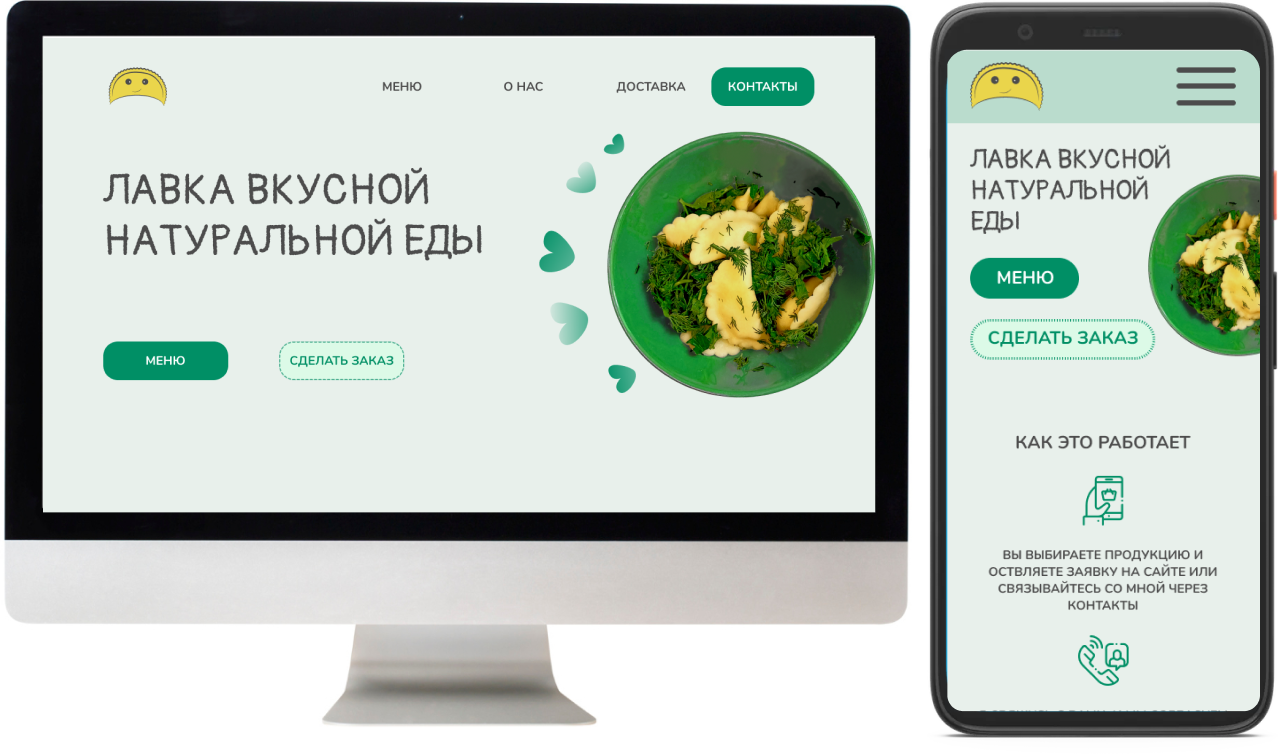 МЕНЮ
О НАС
ДОСТАВКА
КОНТАКТЫ
ЛАВКА ВКУСНОЙ
НАТУРАЛЬНОЙ ЕДЫ
МЕНЮ
СДЕЛАТЬ ЗАКАЗ
ЛАВКА ВКУСНОЙ
НАТУРАЛЬНОЙ
ЕДЫ
МЕНЮ
СДЕЛАТЬ ЗАКАЗ
КАК ЭТО РАБОТАЕТ
ВЫ ВЫБИРАЕТЕ ПРОДУКЦИЮ И
ОСТВЛЯЕТЕ ЗАЯВКУ НА САЙТЕ ИЛИ
СВЯЗЫВАЙТЕСЬ СО МНОЙ ЧЕРЕЗ
КОНТАКТЫ